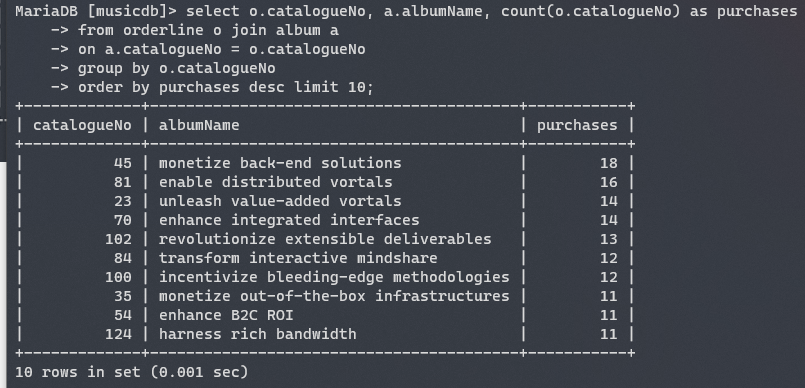 MariaDB [musicdb]> select o.catalogueNo, a.albumName, count(o.catalogueNo) as purchases
    -> from orderline o join album a
    -> on a.catalogueNo = o.catalogueNo
    -> group by o.catalogueNo
    -> order by purchases desc limit 10;
+-------------+------------------------------------------+-----------+
| catalogueNo | albumName                                | purchases |
+-------------+------------------------------------------+-----------+
|          45 | monetize back-end solutions              |        18 |
|          81 | enable distributed vortals               |        16 |
|          23 | unleash value-added vortals              |        14 |
|          70 | enhance integrated interfaces            |        14 |
|         102 | revolutionize extensible deliverables    |        13 |
|          84 | transform interactive mindshare          |        12 |
|         100 | incentivize bleeding-edge methodologies  |        12 |
|          35 | monetize out-of-the-box infrastructures  |        11 |
|          54 | enhance B2C ROI                          |        11 |
|         124 | harness rich bandwidth                   |        11 |
+-------------+------------------------------------------+-----------+
10 rows in set (0.001 sec)